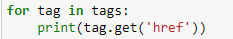 for tag in tags:
    print(tag.get('href'))